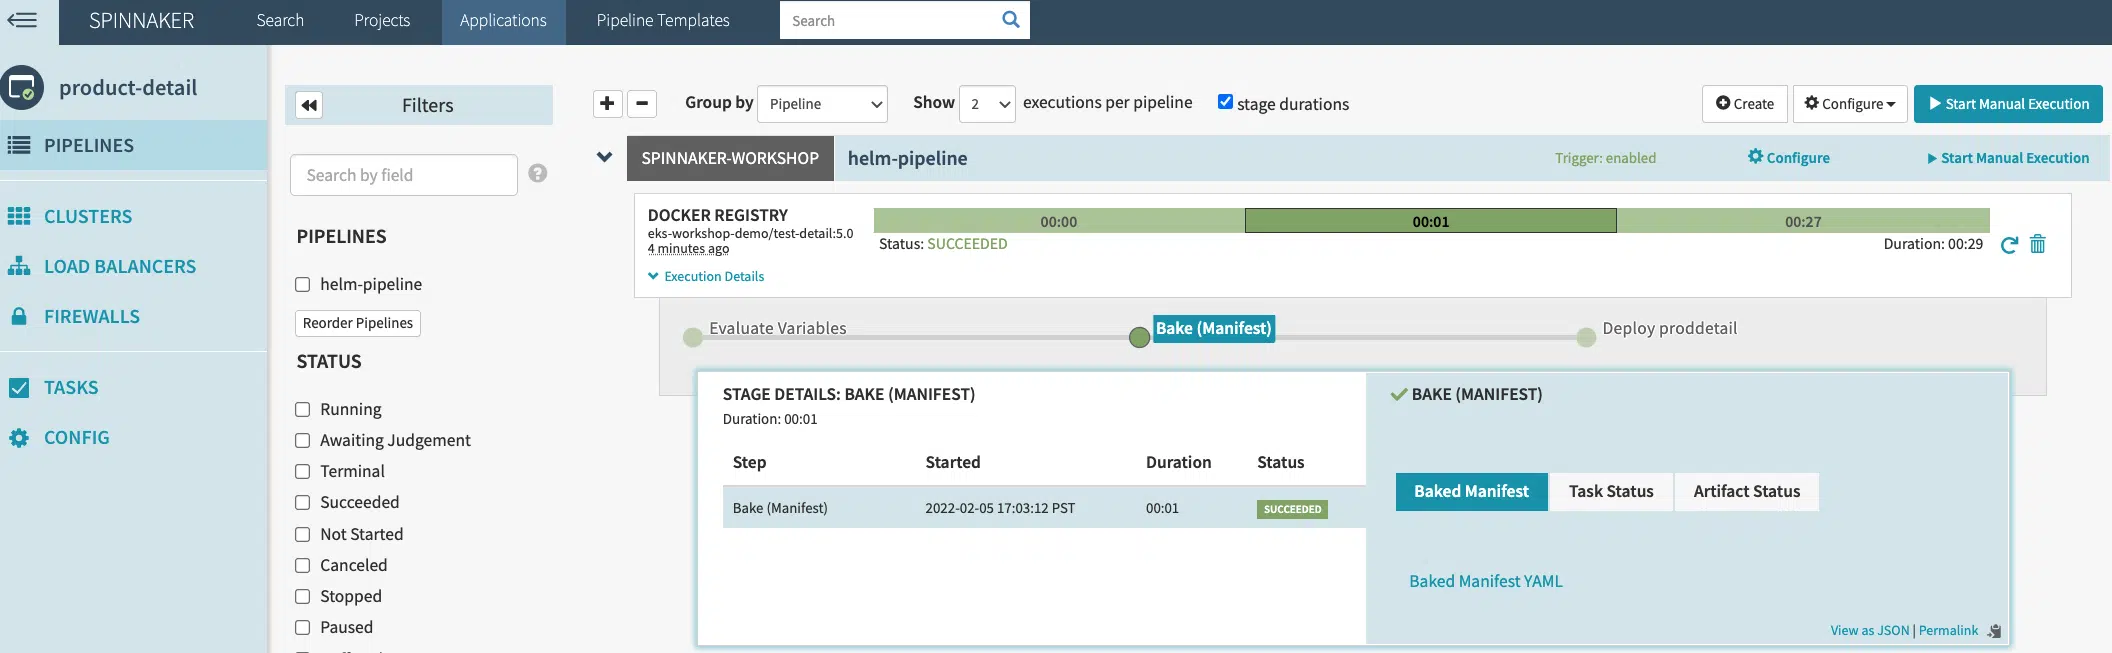 SPINNAKER Search Projects Applications Pipeline Templates Search
product-detail
PIPELINES
CLUSTERS
LOAD BALANCERS
FIREWALLS
TASKS
CONFIG
Filters
Search by field
PIPELINES
helm-pipeline
Reorder Pipelines
STATUS
Running
Awaiting Judgement
Terminal
Succeeded
Not Started
Canceled
Stopped
Paused
Group by Pipeline Show 2 executions per pipeline stage durations Create Configure Start Manual Execution
SPINNAKER-WORKSHOP helm-pipeline Trigger: enabled Configure Start Manual Execution
DOCKER REGISTRY
eks-workshop-demo/test-detail:5.0
4 minutes ago
Execution Details
00:00 00:01 00:27
Status: SUCCEEDED Duration: 00:29
Evaluate Variables Bake (Manifest) Deploy proddetail
STAGE DETAILS: BAKE (MANIFEST)
Duration: 00:01
Step Started Duration Status
Bake (Manifest) 2022-02-05 17:03:12 PST 00:01 SUCCEEDED
BAKE (MANIFEST)
Baked Manifest Task Status Artifact Status
Baked Manifest YAML
View as JSON | Permalink